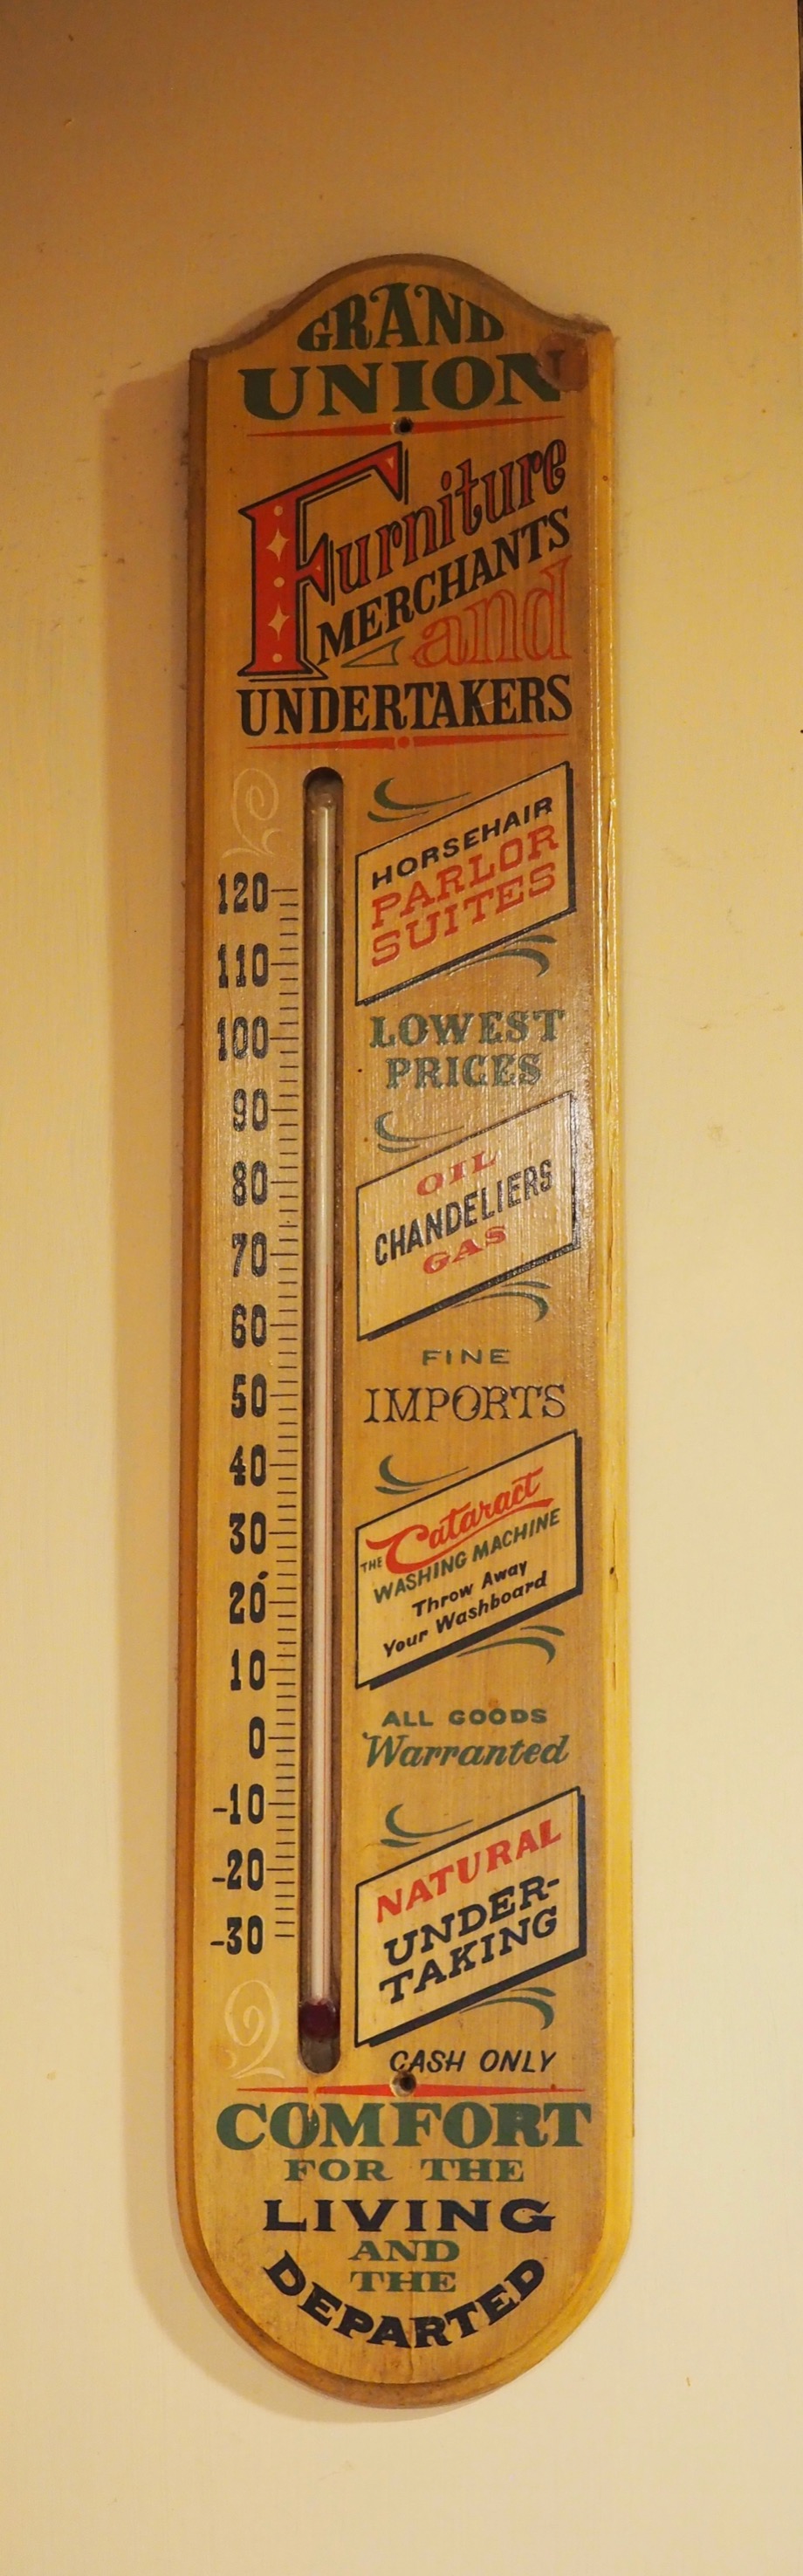 GRAND
UNION
Furniture
MERCHANTS
and
UNDERTAKERS
HORSEHAIR
PARLOR
SUITES
LOWEST
PRICES
OIL
CHANDELIERS
GAS
FINE
IMPORTS
THE Cataract
WASHING MACHINE
Throw Away
Your Washboard
ALL GOODS
Warranted
NATURAL
UNDER-
TAKING
CASH ONLY
120
110
100
90
80
70
60
50
40
30
20
10
0
-10
-20
-30
COMFORT
FOR THE
LIVING
AND
THE
DEPARTED